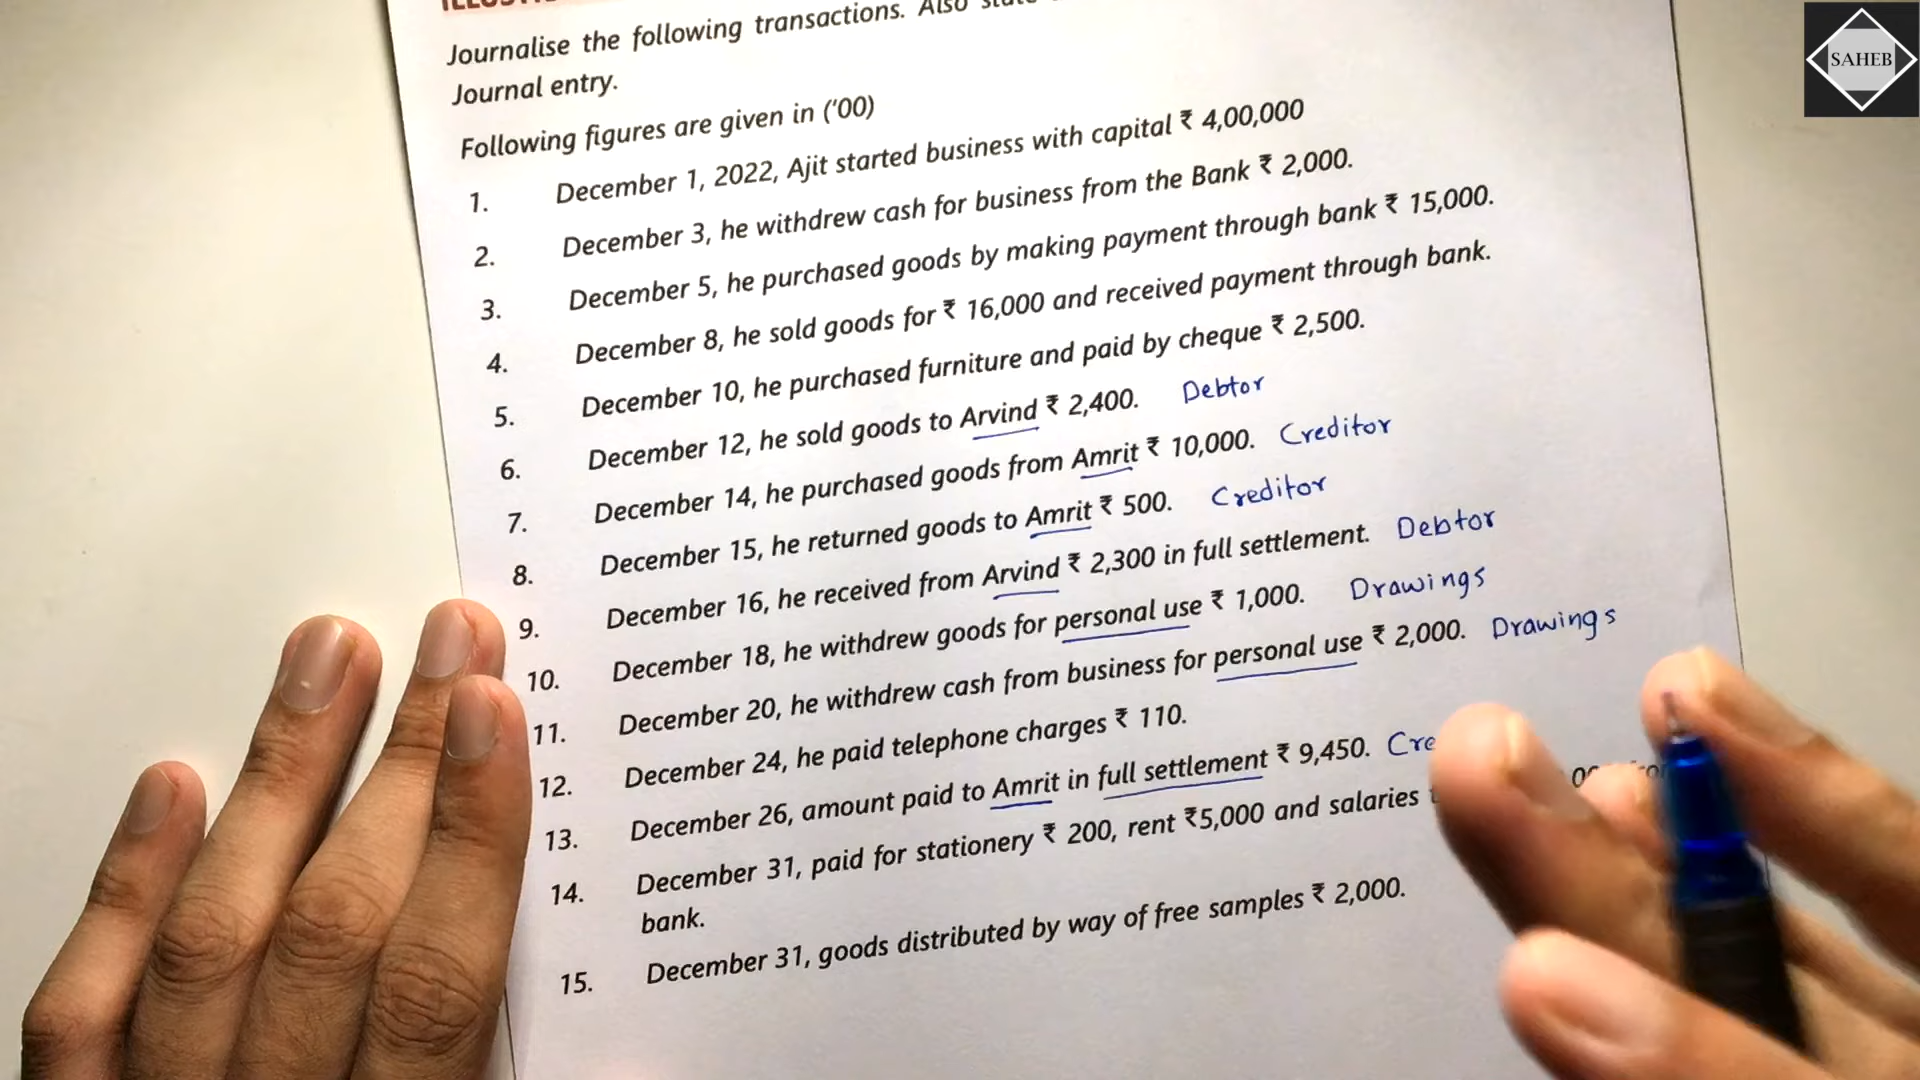 Journalise the following transactions. Also
Journal entry.
Following figures are given in ('00)
1. December 1, 2022, Ajit started business with capital ₹ 4,00,000
2. December 3, he withdrew cash for business from the Bank ₹ 2,000.
3. December 5, he purchased goods by making payment through bank ₹ 15,000.
4. December 8, he sold goods for ₹ 16,000 and received payment through bank.
5. December 10, he purchased furniture and paid by cheque ₹ 2,500.
6. December 12, he sold goods to Arvind ₹ 2,400. Debtor
7. December 14, he purchased goods from Amrit ₹ 10,000. Creditor
8. December 15, he returned goods to Amrit ₹ 500. Creditor
9. December 16, he received from Arvind ₹ 2,300 in full settlement. Debtor
10. December 18, he withdrew goods for personal use ₹ 1,000. Drawings
11. December 20, he withdrew cash from business for personal use ₹ 2,000. Drawings
12. December 24, he paid telephone charges ₹ 110.
13. December 26, amount paid to Amrit in full settlement ₹ 9,450. Cre
14. December 31, paid for stationery ₹ 200, rent ₹5,000 and salaries
bank.
15. December 31, goods distributed by way of free samples ₹ 2,000.
SAHEB